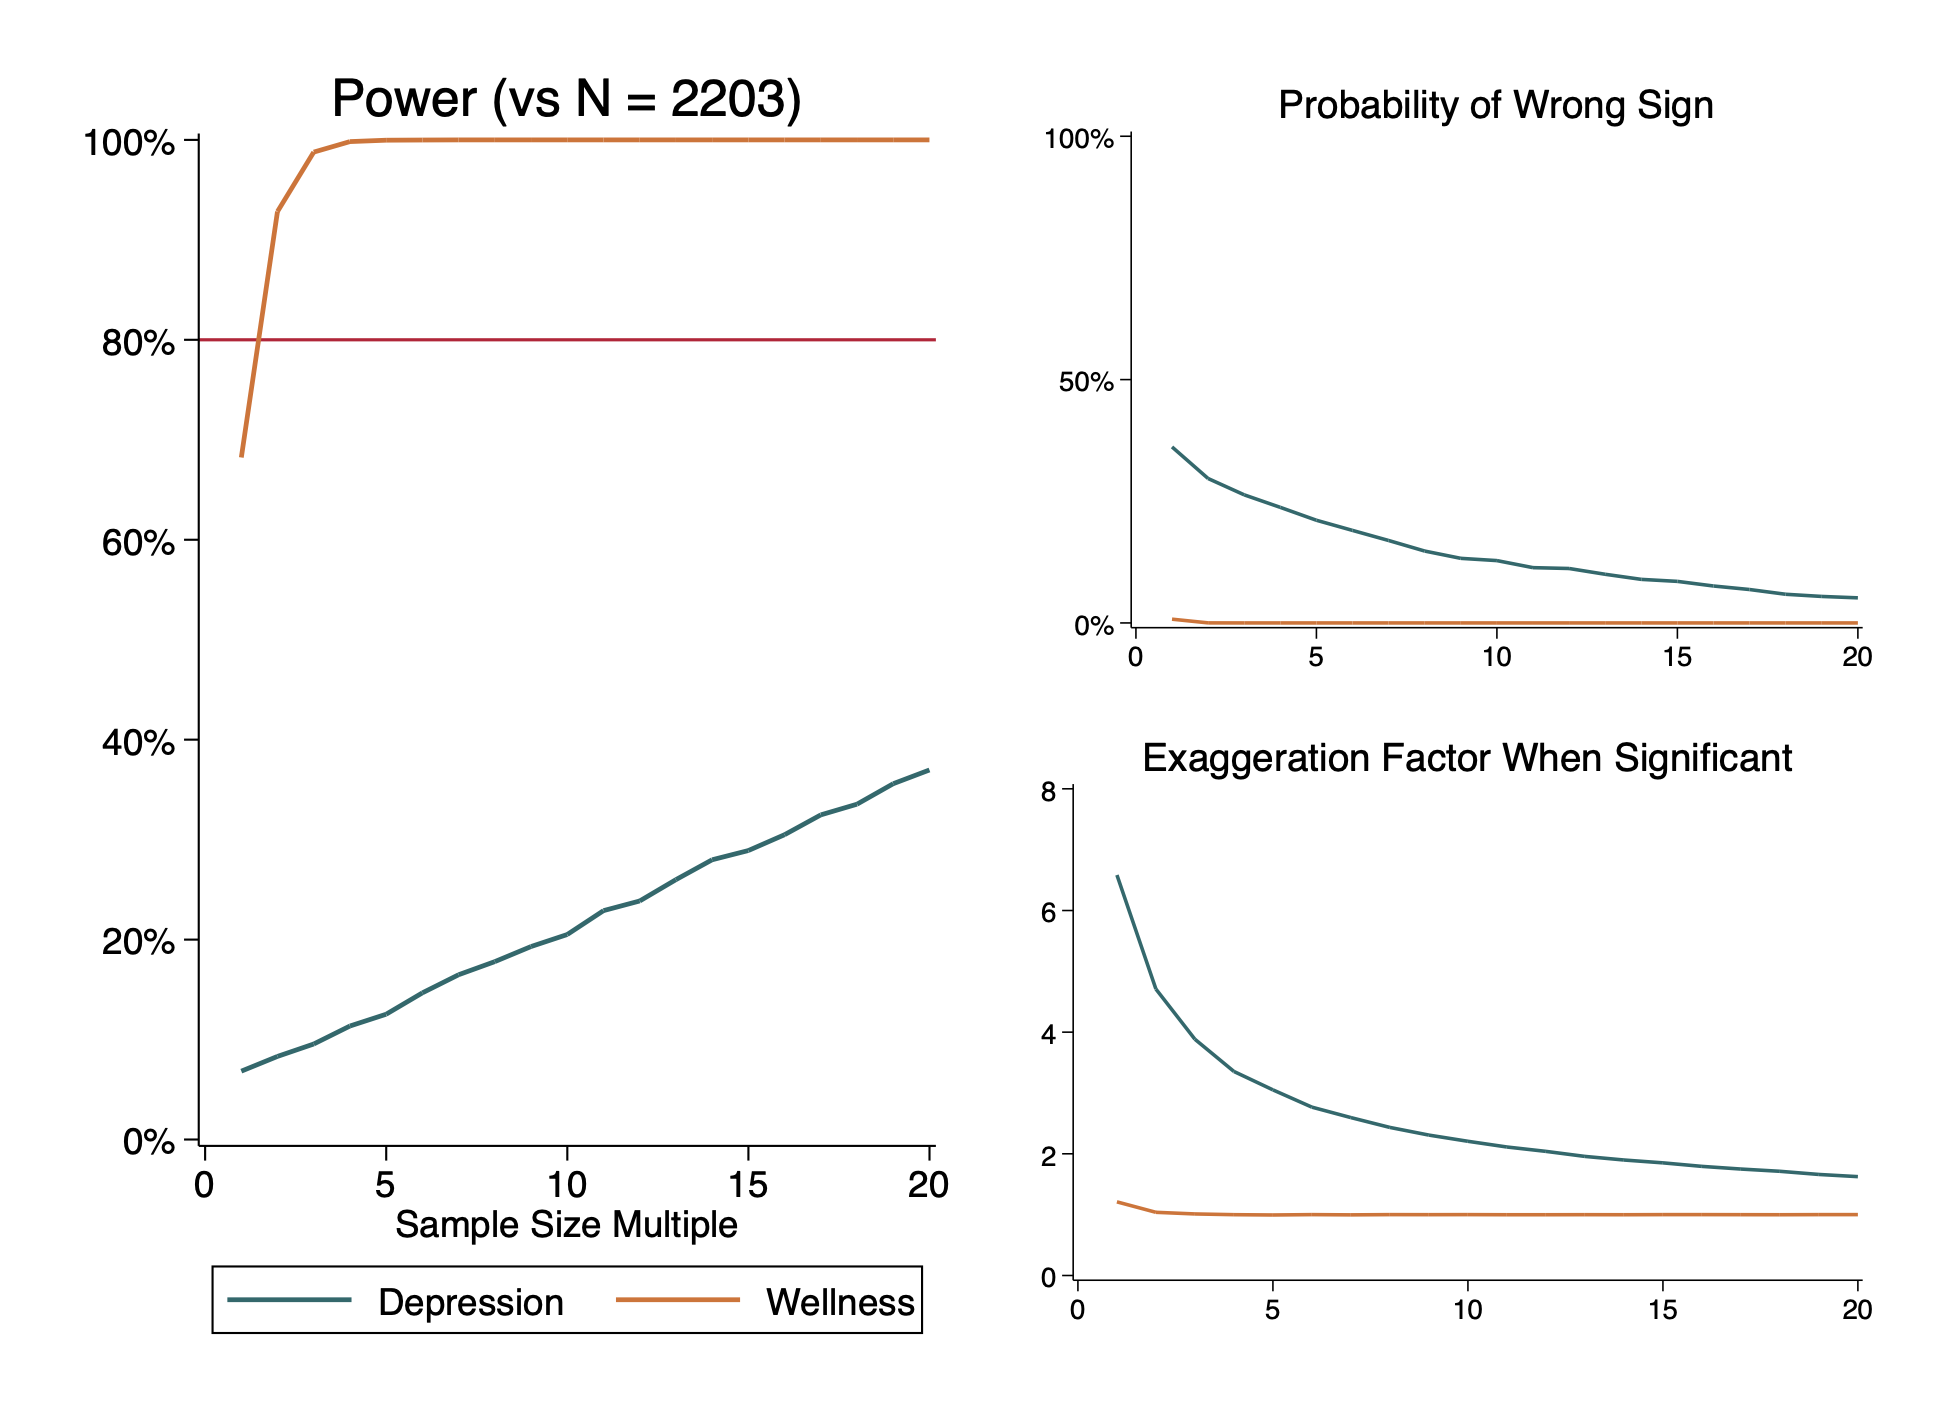 Power (vs N = 2203)
100%
80%
60%
40%
20%
0%
0 5 10 15 20
Sample Size Multiple
Depression Wellness
Probability of Wrong Sign
100%
50%
0%
0 5 10 15 20
Exaggeration Factor When Significant
8
6
4
2
0
0 5 10 15 20